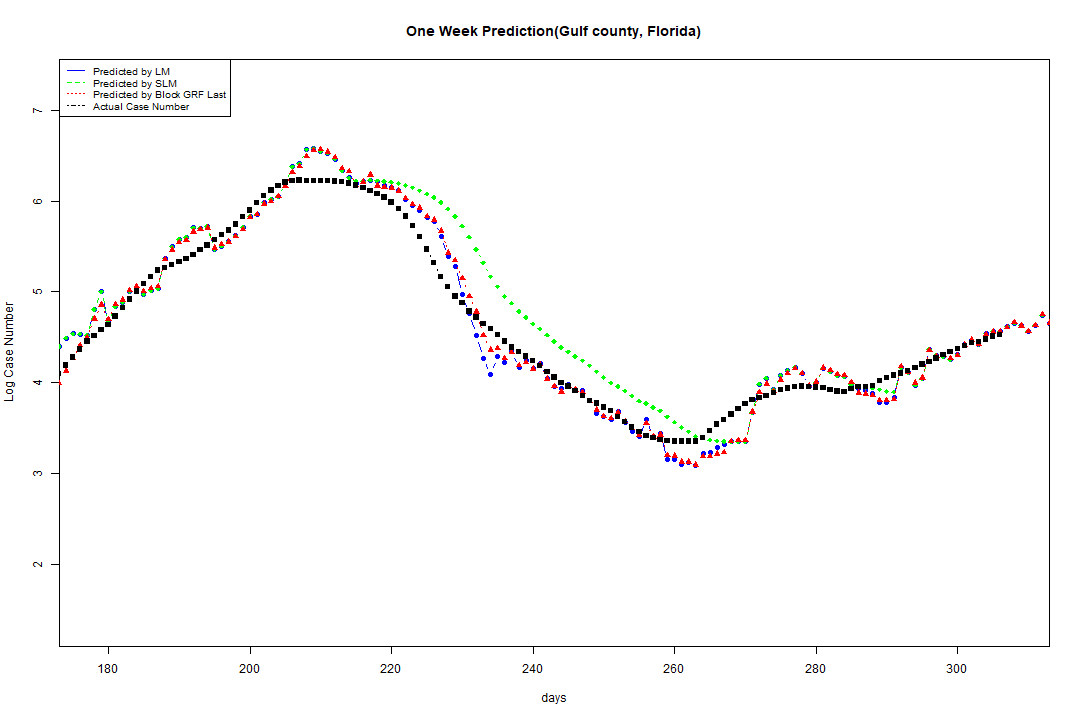 One Week Prediction(Gulf county, Florida)
Predicted by LM
Predicted by SLM
Predicted by Block GRF Last
Actual Case Number
7
6
5
4
3
2
Log Case Number
180 200 220 240 260 280 300
days